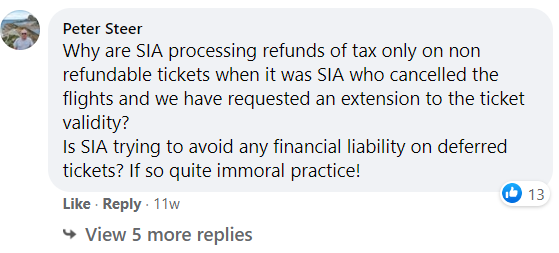 Peter Steer
Why are SIA processing refunds of tax only on non
refundable tickets when it was SIA who cancelled the
flights and we have requested an extension to the ticket
validity?
Is SIA trying to avoid any financial liability on deferred
tickets? If so quite immoral practice!
13
Like · Reply · 11w
View 5 more replies